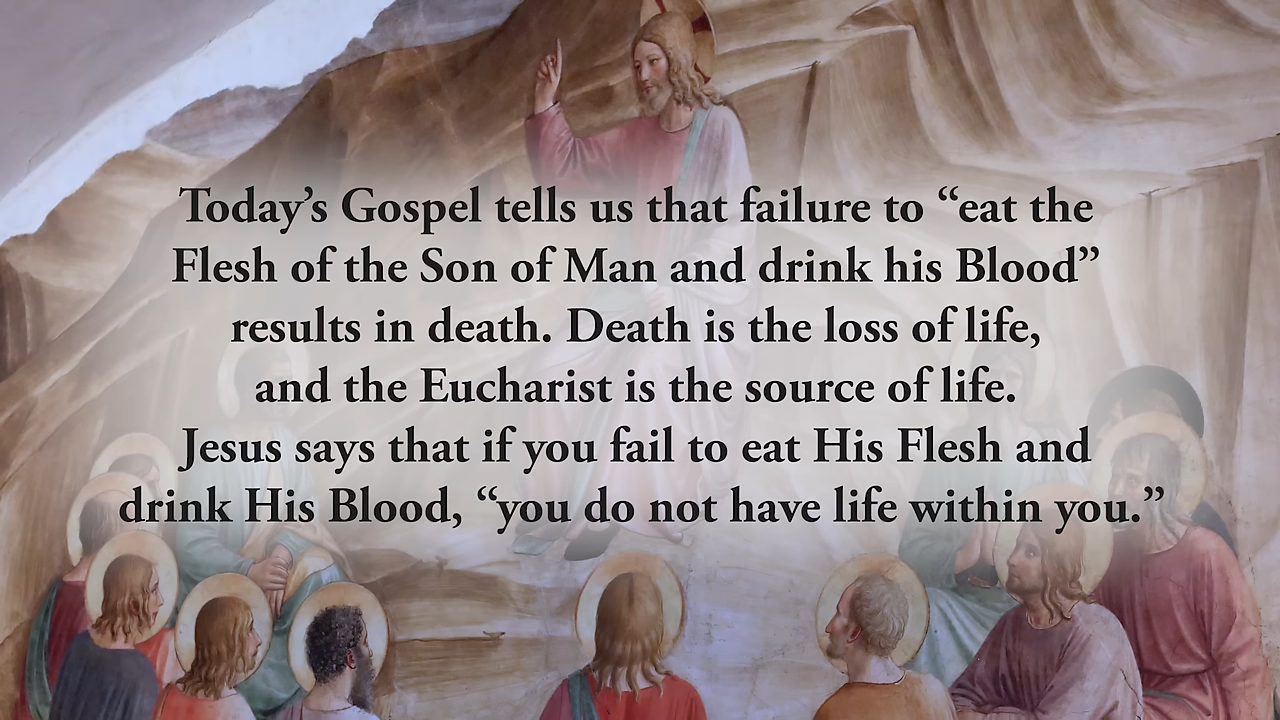 Today’s Gospel tells us that failure to “eat the
Flesh of the Son of Man and drink his Blood”
results in death. Death is the loss of life,
and the Eucharist is the source of life.
Jesus says that if you fail to eat His Flesh and
drink His Blood, “you do not have life within you.”